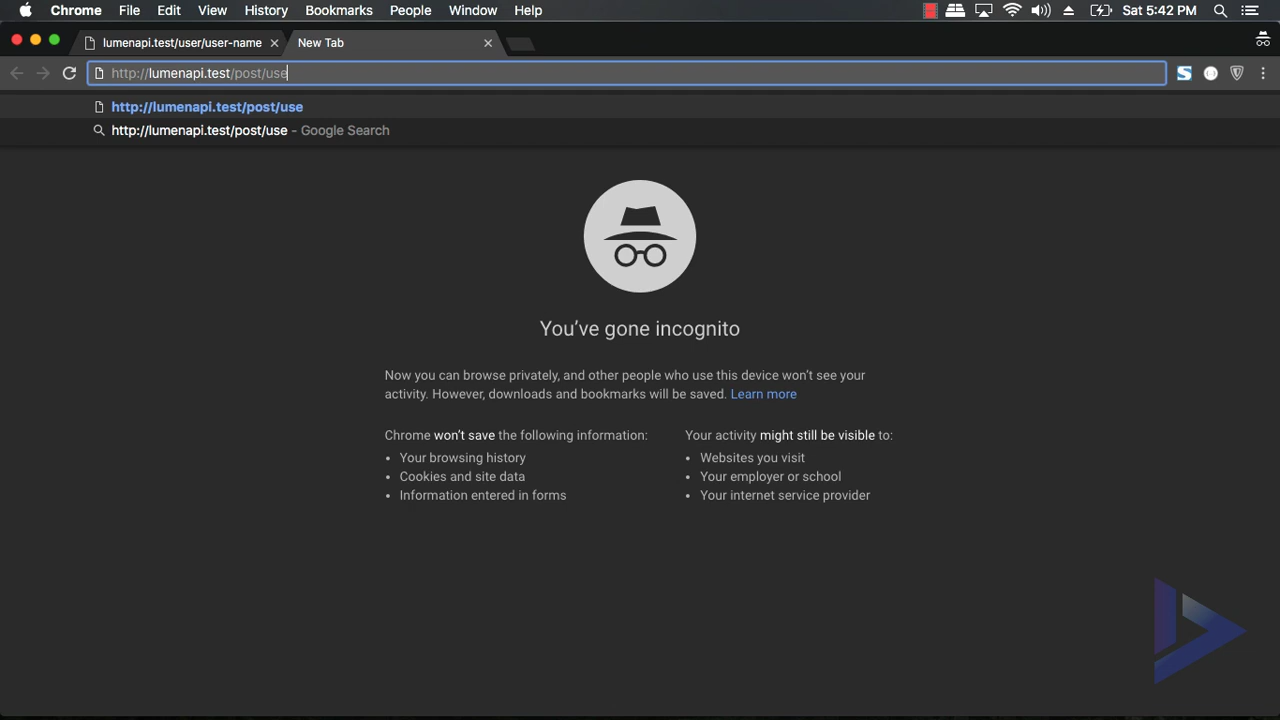 Chrome File Edit View History Bookmarks People Window Help Sat 5:42 PM
lumenapi.test/user/user-name New Tab
http://lumenapi.test/post/use
http://lumenapi.test/post/use
http://lumenapi.test/post/use - Google Search
You've gone incognito
Now you can browse privately, and other people who use this device won't see your
activity. However, downloads and bookmarks will be saved. Learn more
Chrome won't save the following information:
• Your browsing history
• Cookies and site data
• Information entered in forms
Your activity might still be visible to:
• Websites you visit
• Your employer or school
• Your internet service provider